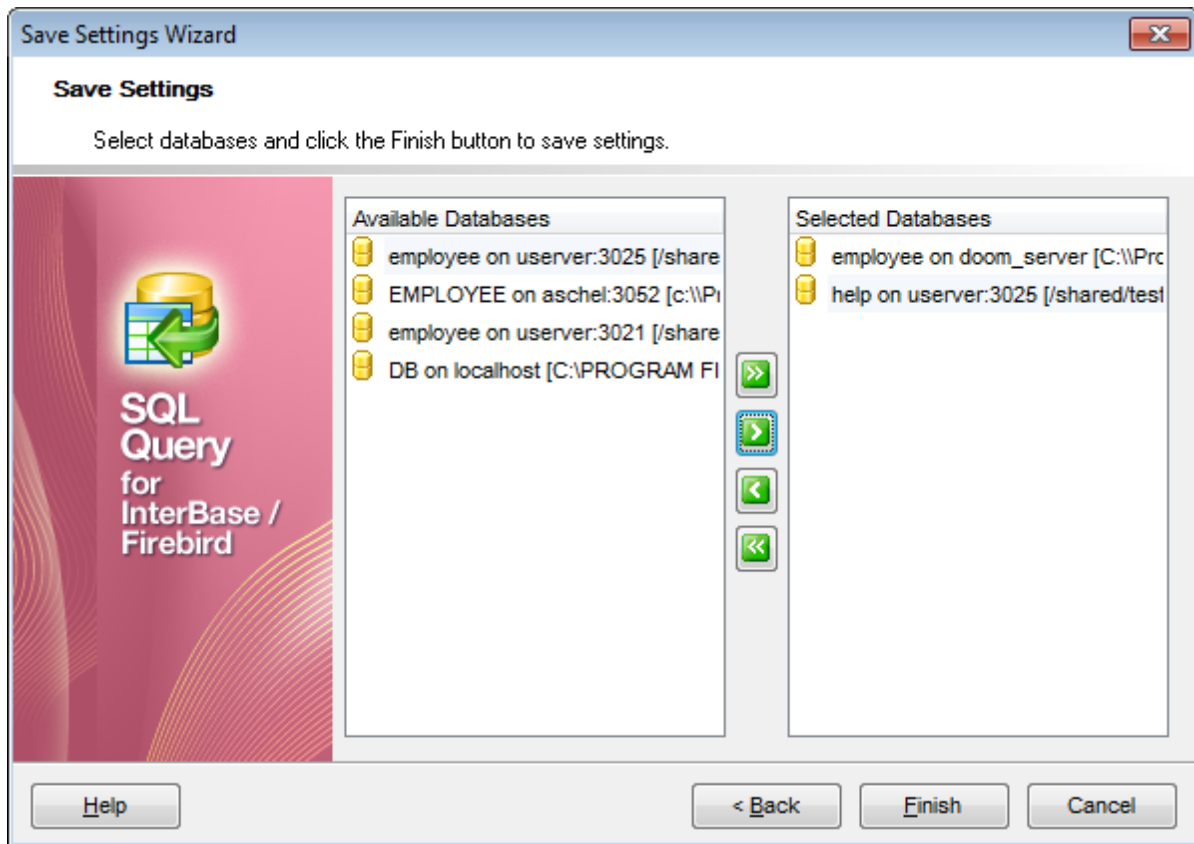 Save Settings Wizard
Save Settings
Select databases and click the Finish button to save settings.
SQL
Query
for
InterBase /
Firebird
Available Databases
employee on userver:3025 [/share
EMPLOYEE on aschel:3052 [c:\\Pr
employee on userver:3021 [/share
DB on localhost [C:\PROGRAM FI
Selected Databases
employee on doom_server [C:\\Prc
help on userver:3025 [/shared/test
Help
< Back
Finish
Cancel